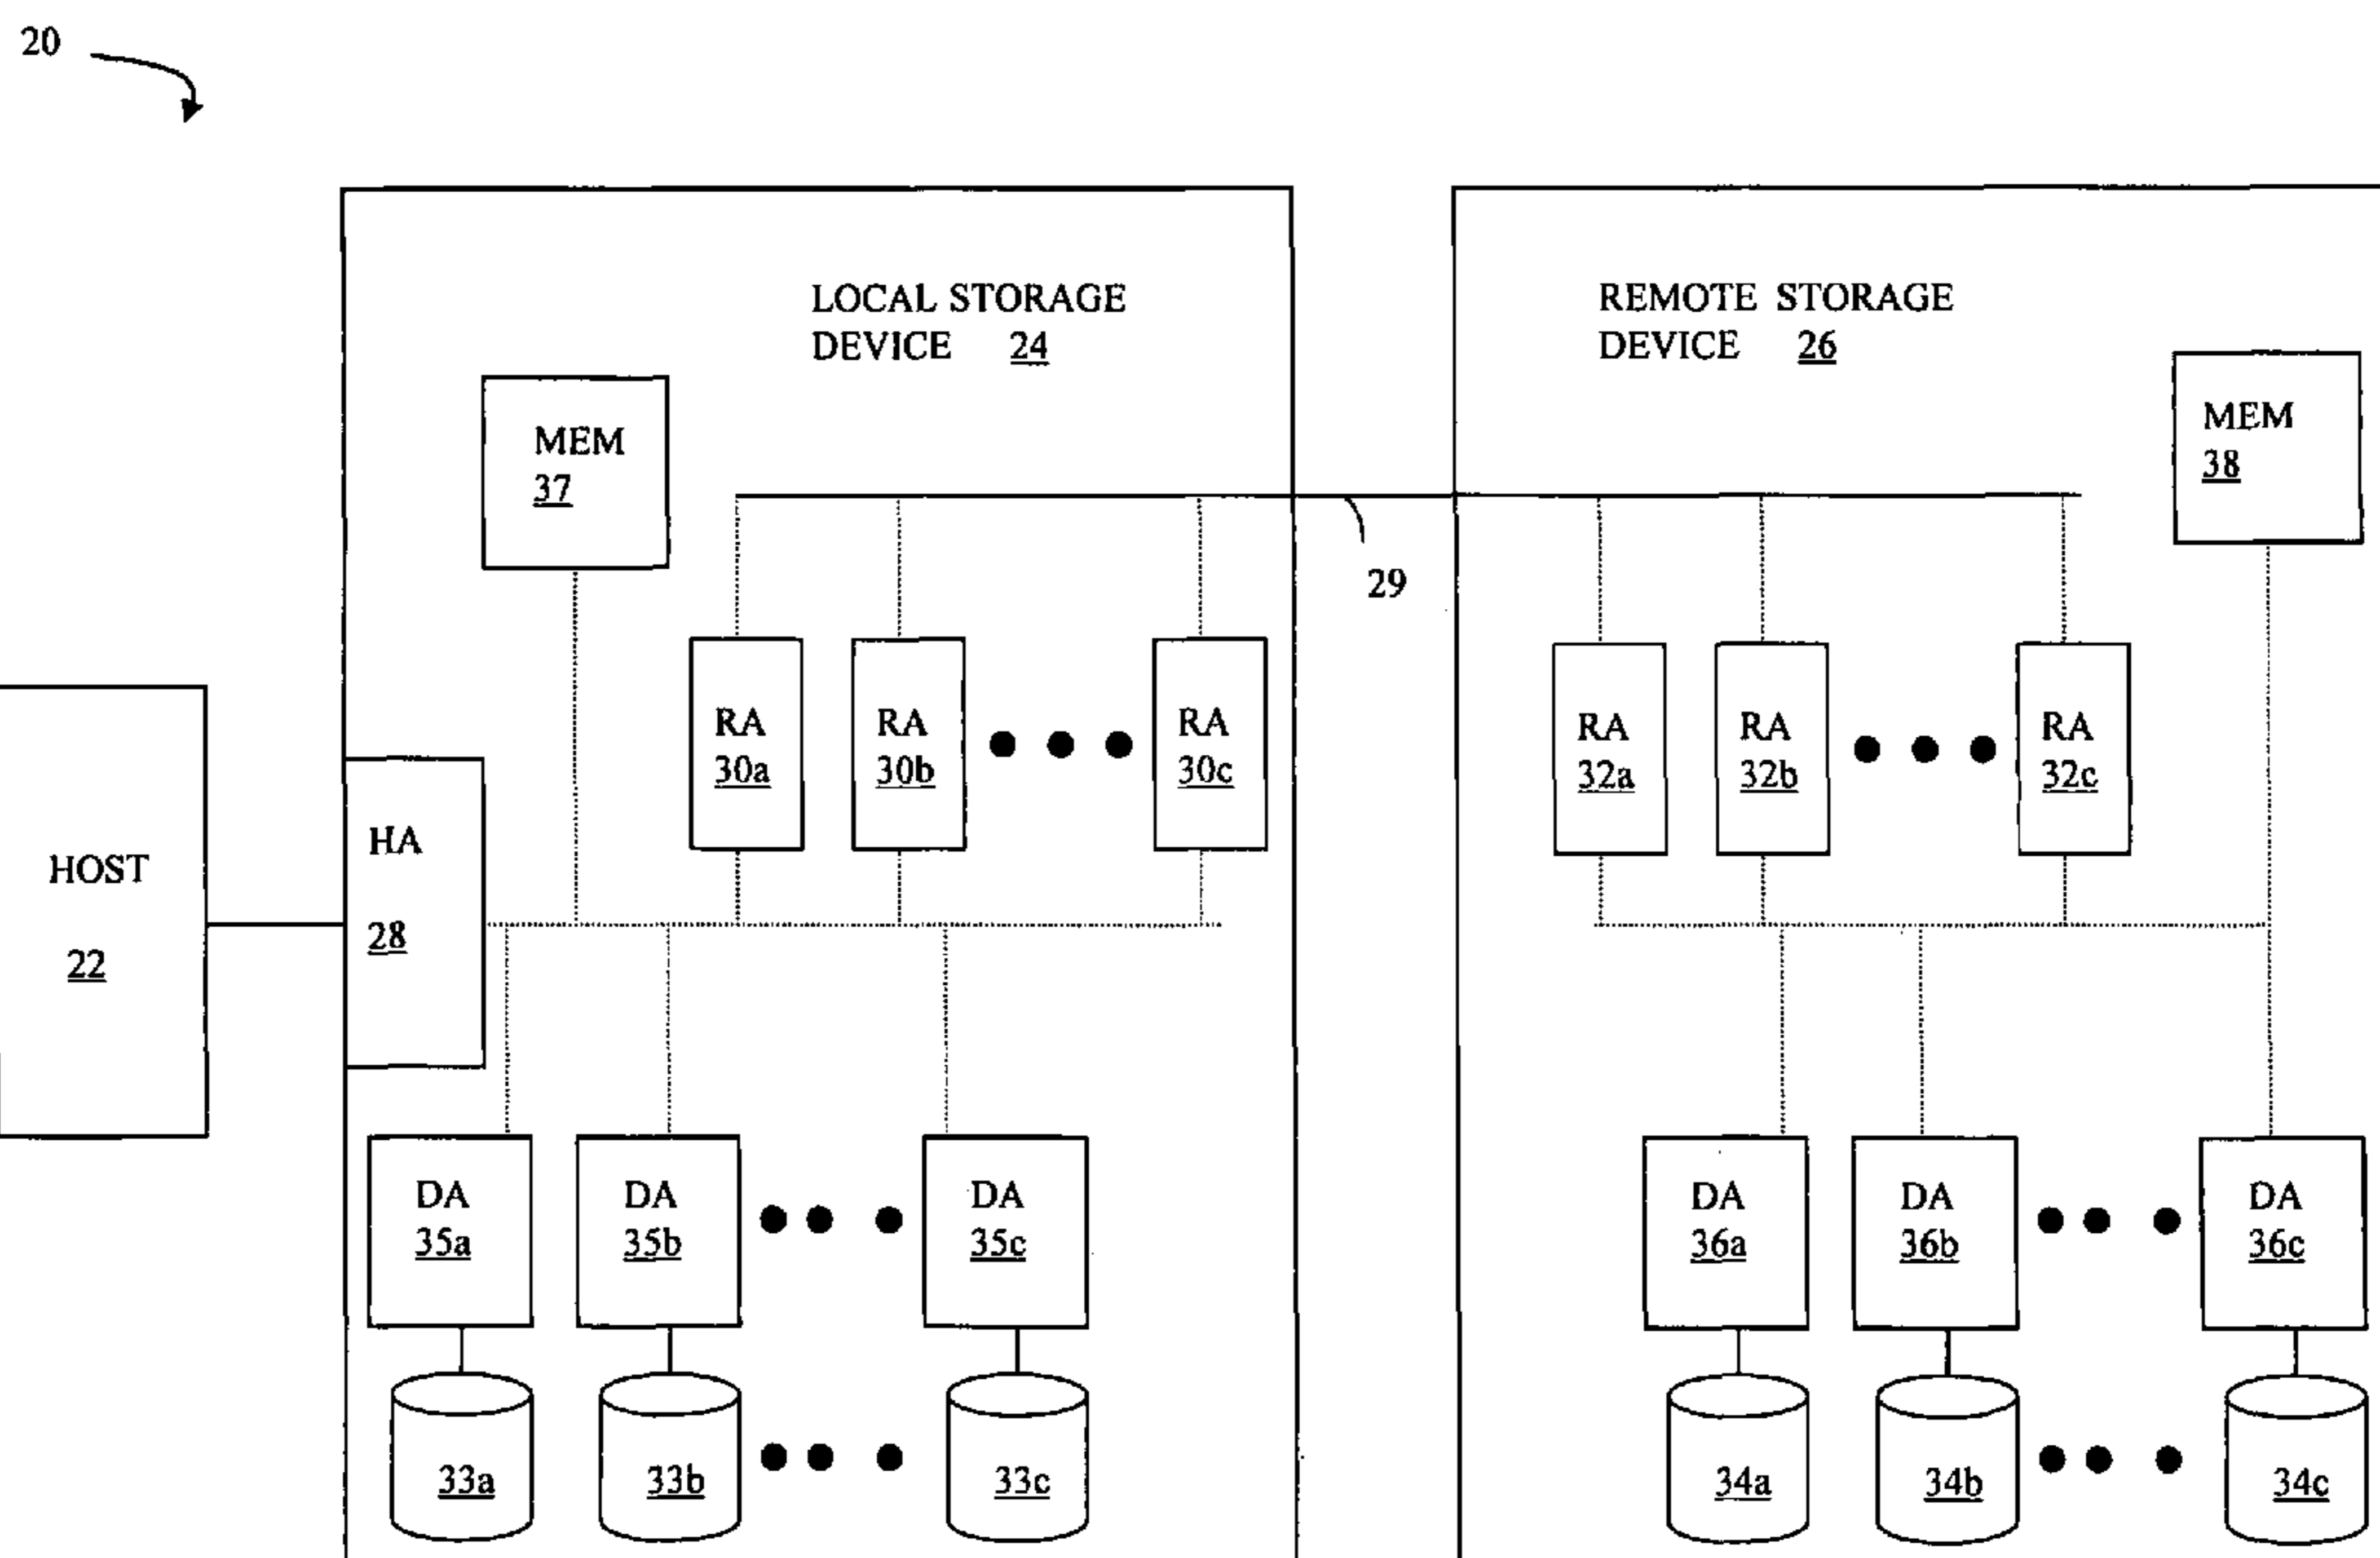 20
LOCAL STORAGE
DEVICE 24
REMOTE STORAGE
DEVICE 26
MEM
37
MEM
38
29
RA
30a
RA
30b
RA
30c
RA
32a
RA
32b
RA
32c
HOST
22
HA
28
DA
35a
DA
35b
DA
35c
DA
36a
DA
36b
DA
36c
33a
33b
33c
34a
34b
34c